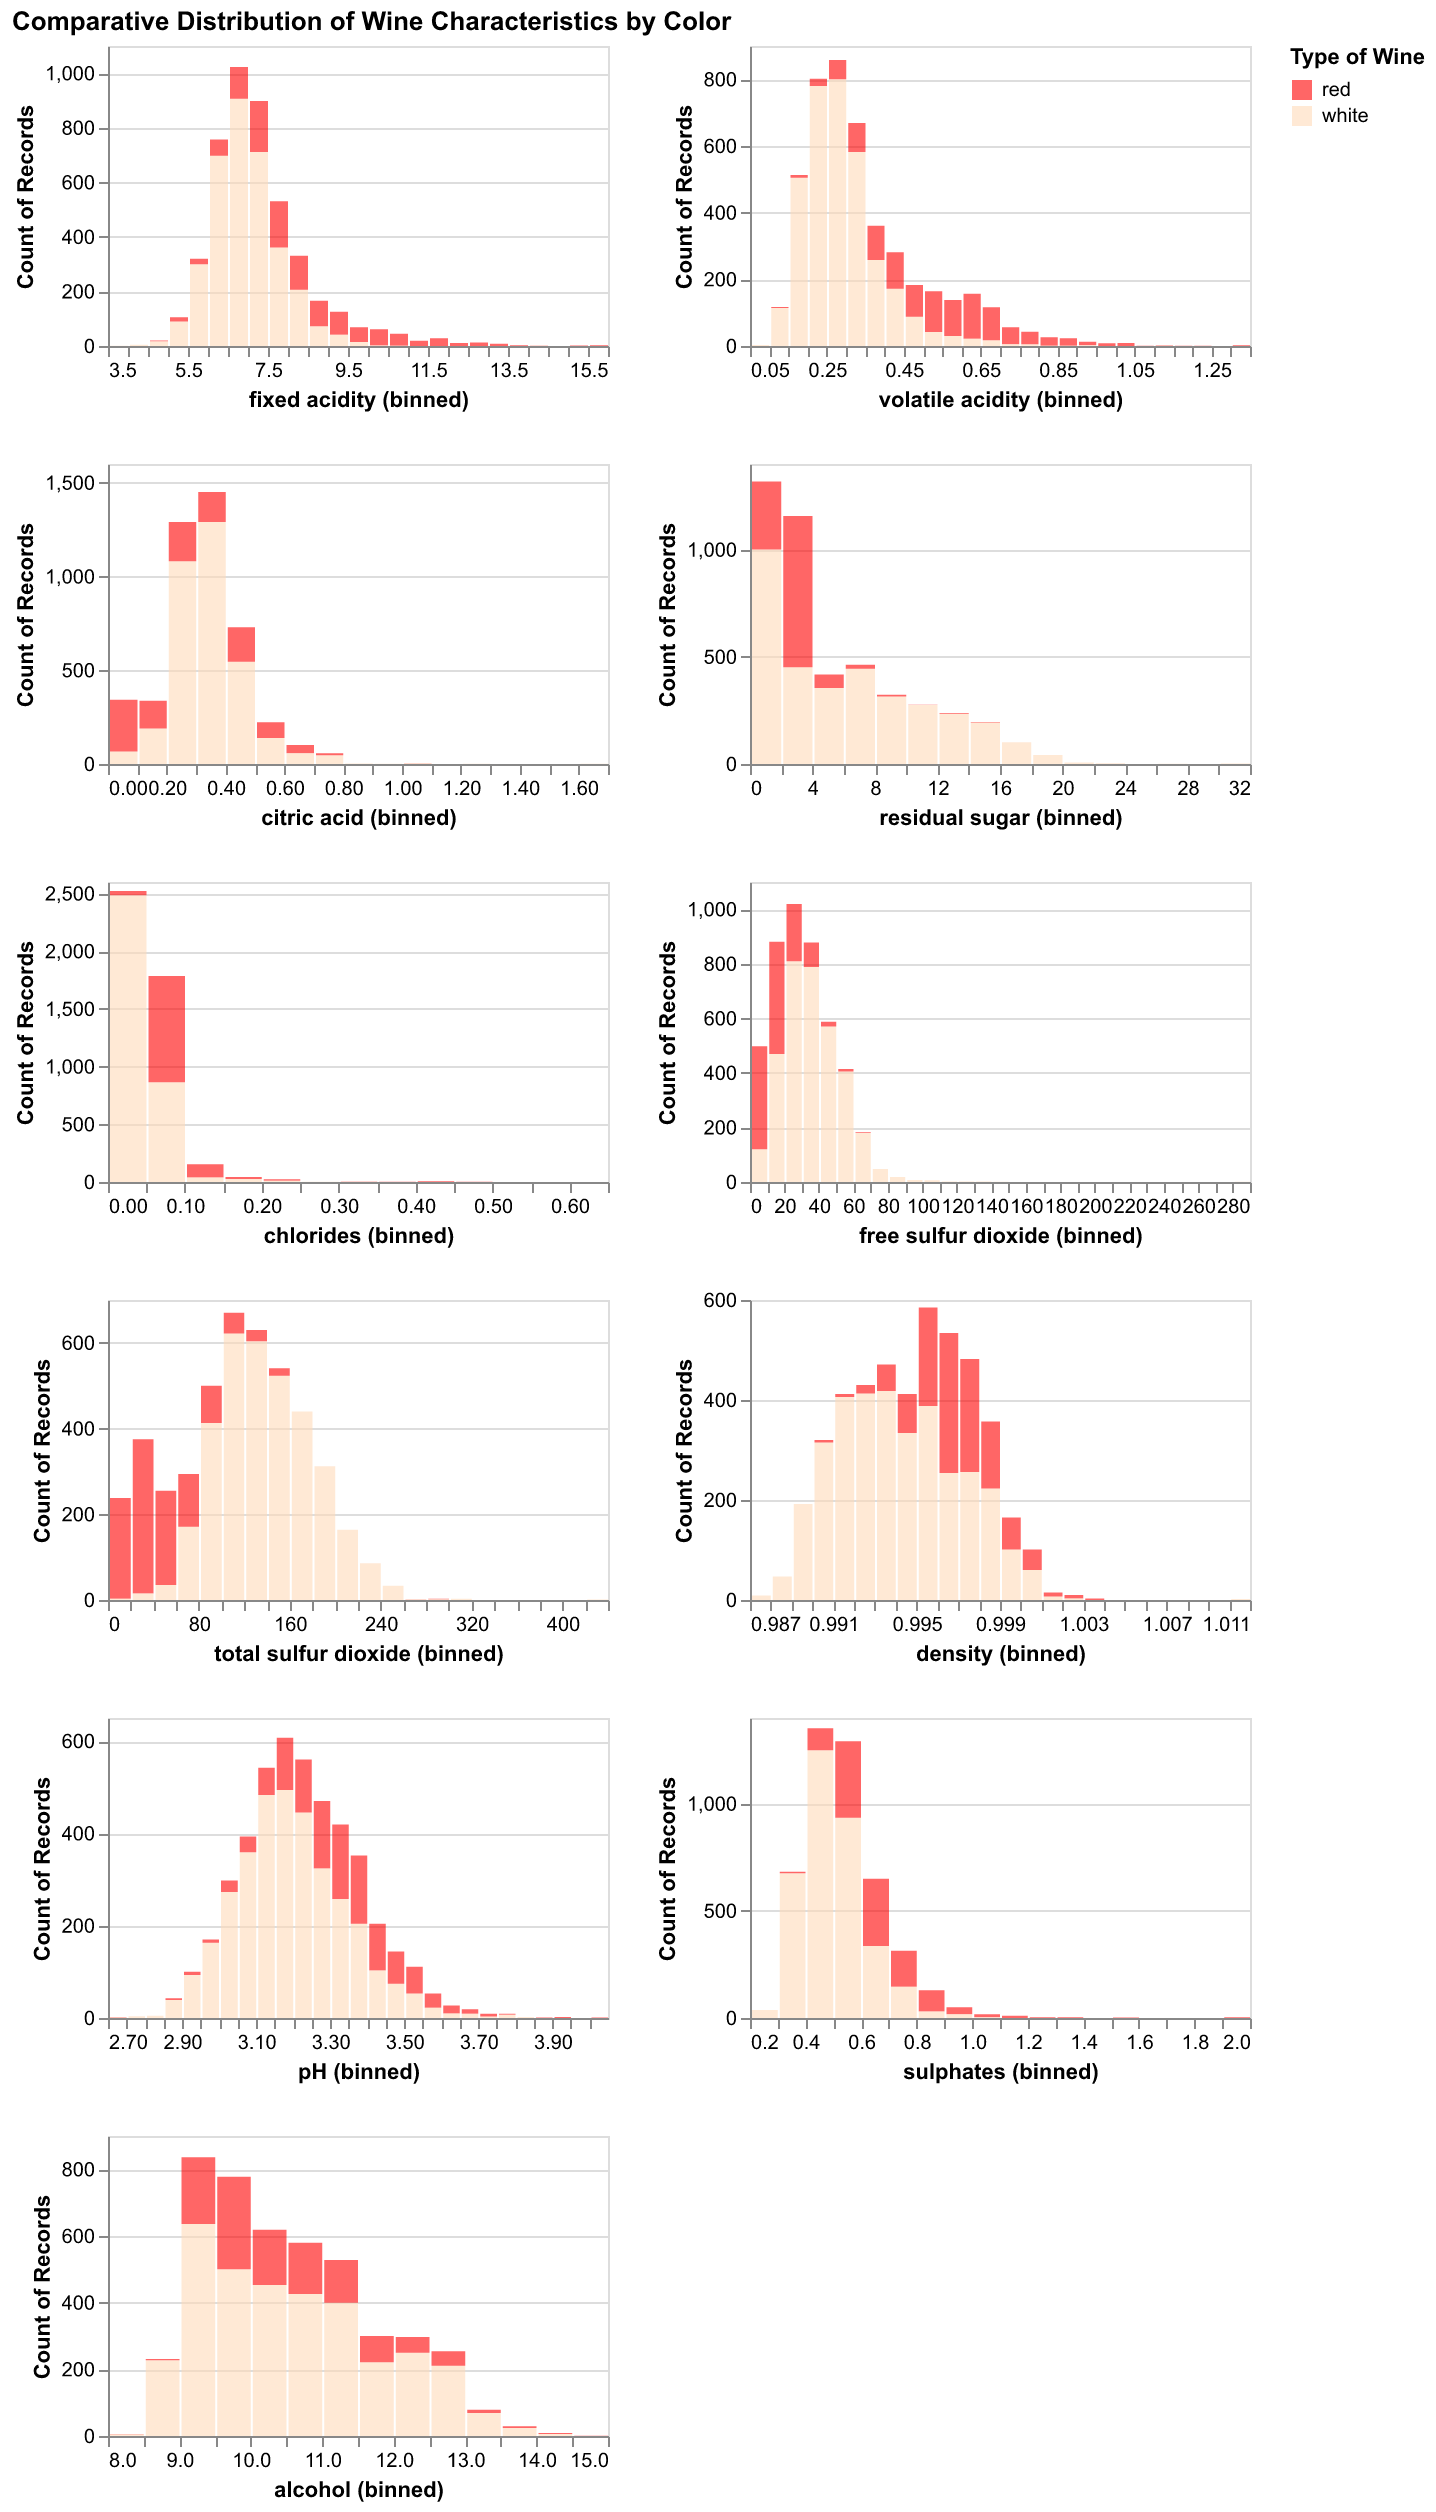 Comparative Distribution of Wine Characteristics by Color
Type of Wine
red
white
Count of Records
1,000
800
600
400
200
0
3.5 5.5 7.5 9.5 11.5 13.5 15.5
fixed acidity (binned)
Count of Records
800
600
400
200
0
0.05 0.25 0.45 0.65 0.85 1.05 1.25
volatile acidity (binned)
Count of Records
1,500
1,000
500
0
0.00 0.20 0.40 0.60 0.80 1.00 1.20 1.40 1.60
citric acid (binned)
Count of Records
1,000
500
0
0 4 8 12 16 20 24 28 32
residual sugar (binned)
Count of Records
2,500
2,000
1,500
1,000
500
0
0.00 0.10 0.20 0.30 0.40 0.50 0.60
chlorides (binned)
Count of Records
1,000
800
600
400
200
0
0 20 40 60 80 100 120 140 160 180 200 220 240 260 280
free sulfur dioxide (binned)
Count of Records
600
400
200
0
0 80 160 240 320 400
total sulfur dioxide (binned)
Count of Records
600
400
200
0
0.987 0.991 0.995 0.999 1.003 1.007 1.011
density (binned)
Count of Records
600
400
200
0
2.70 2.90 3.10 3.30 3.50 3.70 3.90
pH (binned)
Count of Records
1,000
500
0
0.2 0.4 0.6 0.8 1.0 1.2 1.4 1.6 1.8 2.0
sulphates (binned)
Count of Records
800
600
400
200
0
8.0 9.0 10.0 11.0 12.0 13.0 14.0 15.0
alcohol (binned)